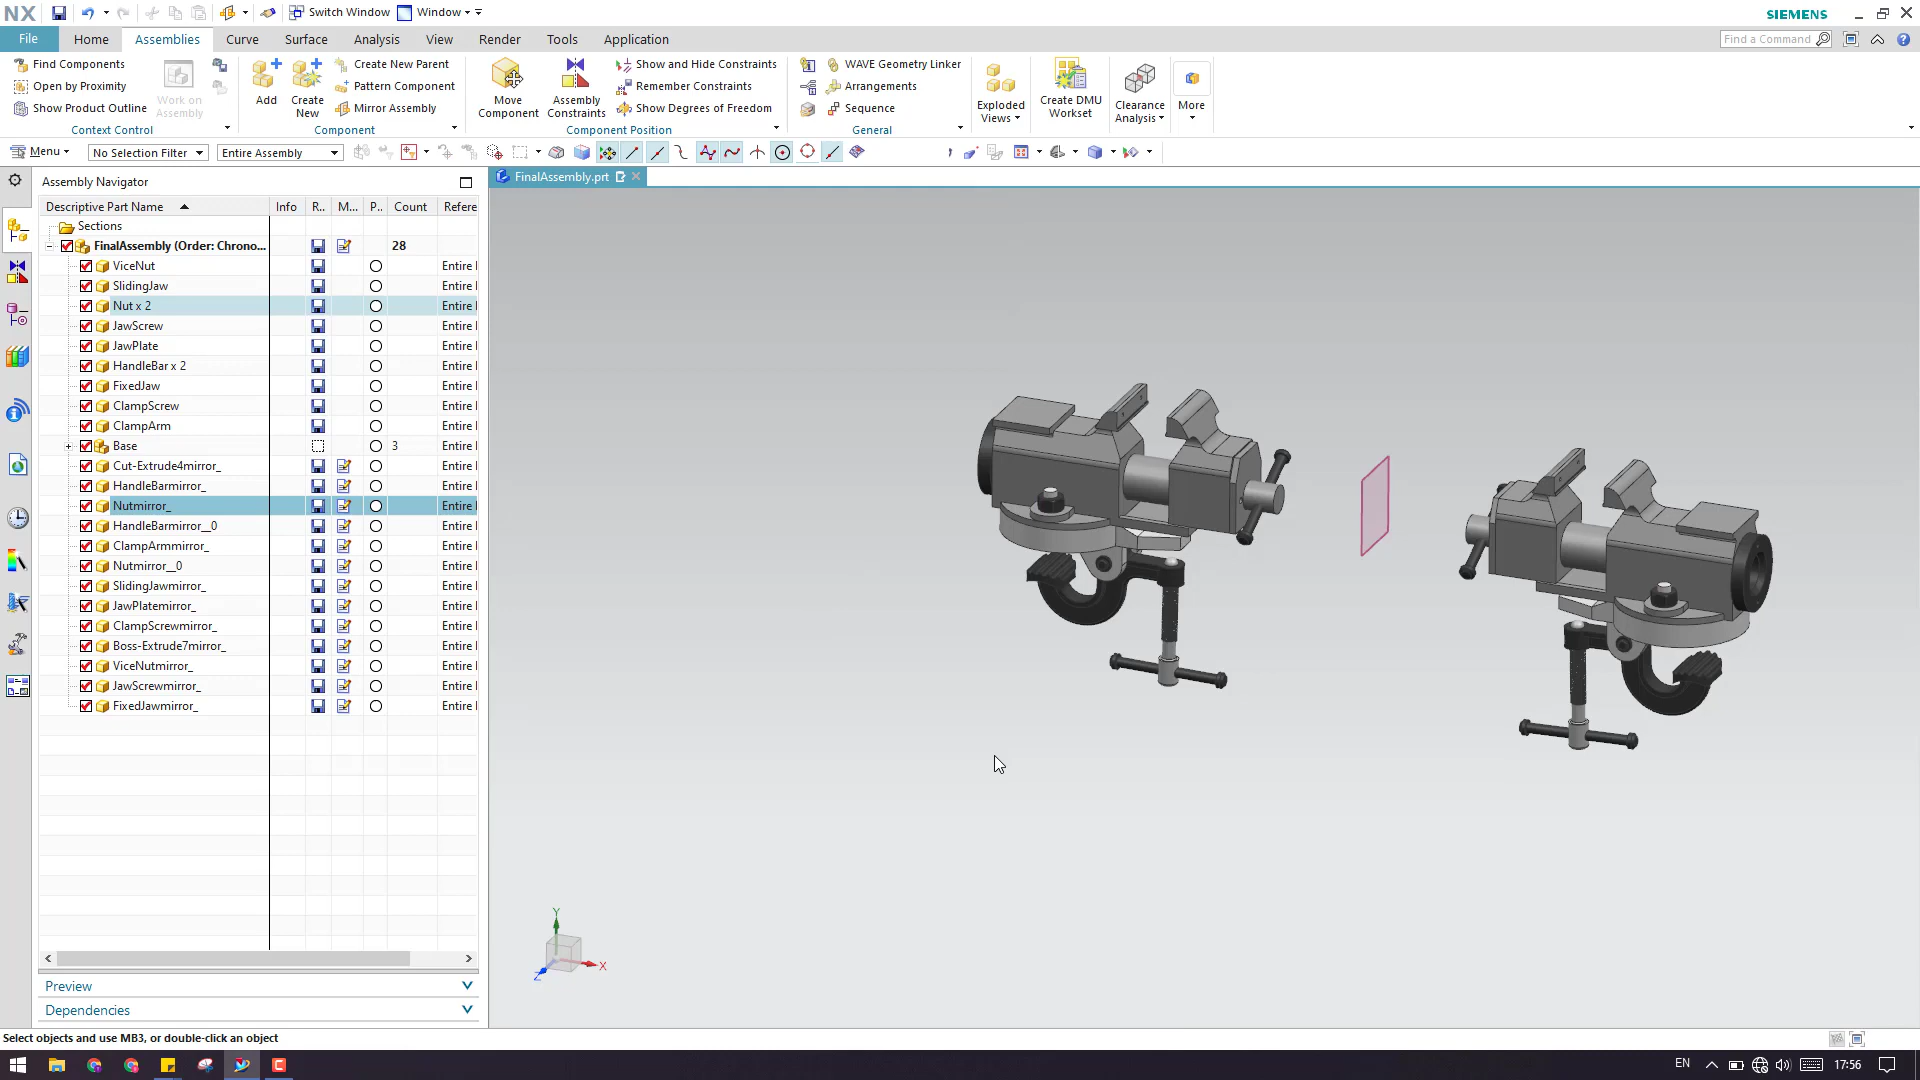 NX Switch Window Window SIEMENS
File Home Assemblies Curve Surface Analysis View Render Tools Application Find a Command
Find Components
Open by Proximity
Show Product Outline
Context Control
Work on
Assembly
Add
Create
New
Create New Parent
Pattern Component
Mirror Assembly
Component
Move
Component
Assembly
Constraints
Show and Hide Constraints
Remember Constraints
Show Degrees of Freedom
Component Position
WAVE Geometry Linker
Arrangements
Sequence
General
Exploded
Views
Create DMU
Workset
Clearance
Analysis
More
Menu No Selection Filter Entire Assembly
Assembly Navigator
FinalAssembly.prt
Descriptive Part Name Info R.. M... P.. Count Refere
Sections
FinalAssembly (Order: Chrono... 28
ViceNut Entire
SlidingJaw Entire
Nut x 2 Entire
JawScrew Entire
JawPlate Entire
HandleBar x 2 Entire
FixedJaw Entire
ClampScrew Entire
ClampArm Entire
Base 3 Entire
Cut-Extrude4mirror_ Entire
HandleBarmirror_ Entire
Nutmirror_ Entire
HandleBarmirror__0 Entire
ClampArmmirror_ Entire
Nutmirror__0 Entire
SlidingJawmirror_ Entire
JawPlatemirror_ Entire
ClampScrewmirror_ Entire
Boss-Extrude7mirror_ Entire
ViceNutmirror_ Entire
JawScrewmirror_ Entire
FixedJawmirror_ Entire
Y
X
Z
Preview
Dependencies
Select objects and use MB3, or double-click an object
EN 17:56